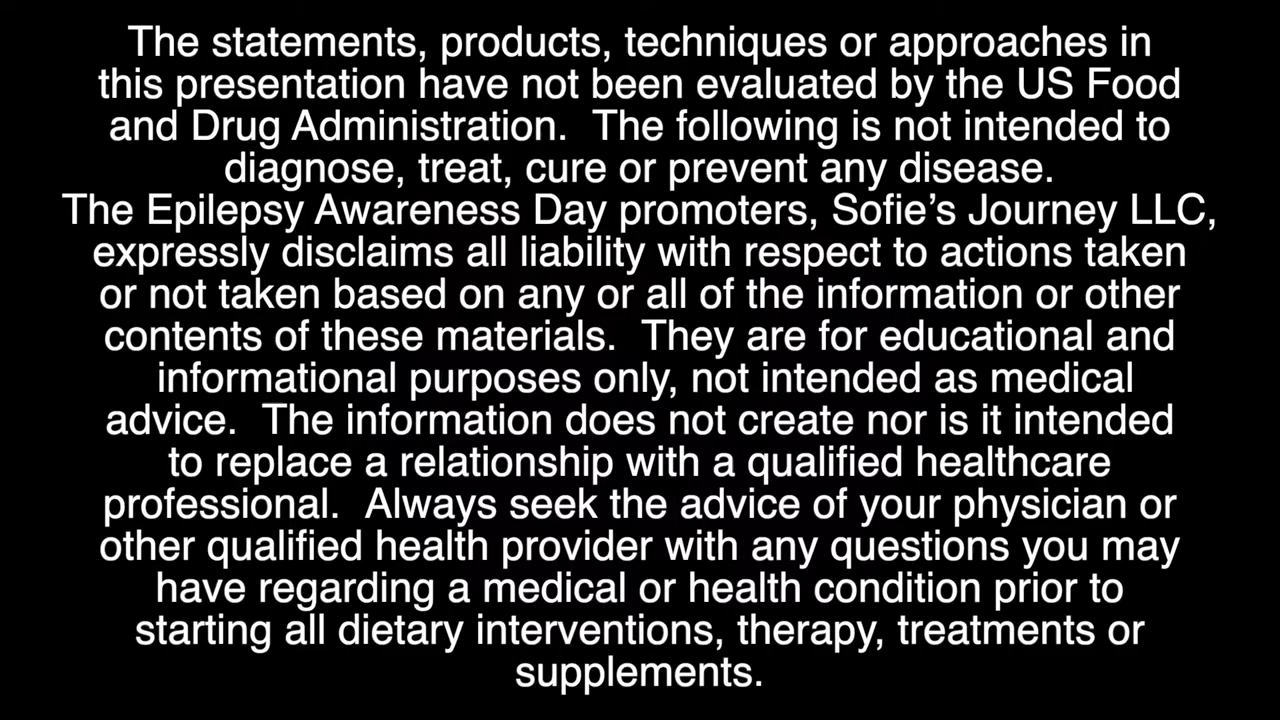 The statements, products, techniques or approaches in
this presentation have not been evaluated by the US Food
and Drug Administration.  The following is not intended to
diagnose, treat, cure or prevent any disease.
The Epilepsy Awareness Day promoters, Sofie’s Journey LLC,
expressly disclaims all liability with respect to actions taken
or not taken based on any or all of the information or other
contents of these materials.  They are for educational and
informational purposes only, not intended as medical
advice.  The information does not create nor is it intended
to replace a relationship with a qualified healthcare
professional.  Always seek the advice of your physician or
other qualified health provider with any questions you may
have regarding a medical or health condition prior to
starting all dietary interventions, therapy, treatments or
supplements.